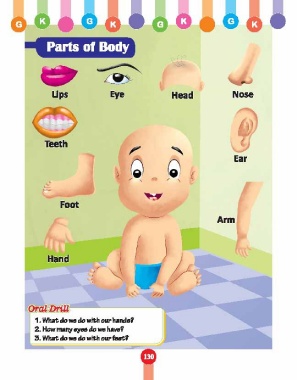 G K G K G K G K
Parts of Body
Lips
Eye
Head
Nose
Teeth
Ear
Foot
Arm
Hand
Oral Drill
1. What do we do with our hands?
2. How many eyes do we have?
3. What do we do with our feet?
130